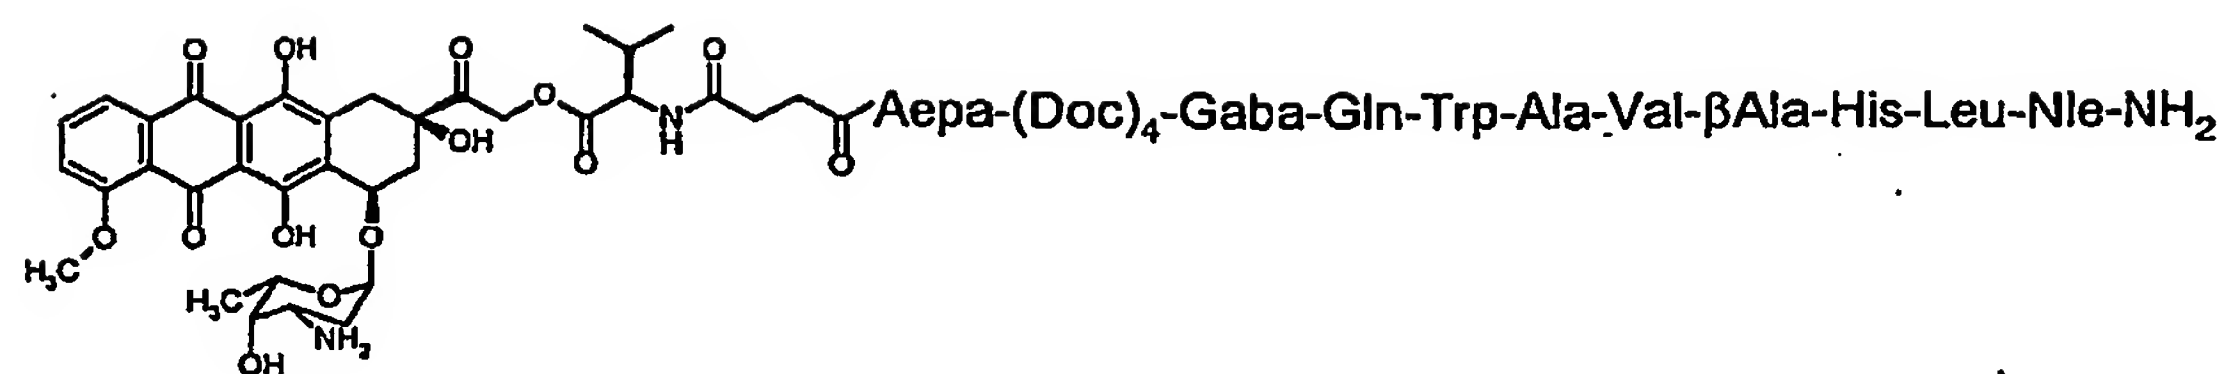 O OH O O
O
O N H O
OH
Aepa-(Doc)₄-Gaba-Gln-Trp-Ala-Val-βAla-His-Leu-Nle-NH₂
O O OH O
H₃C
H₃C O
NH₂
OH